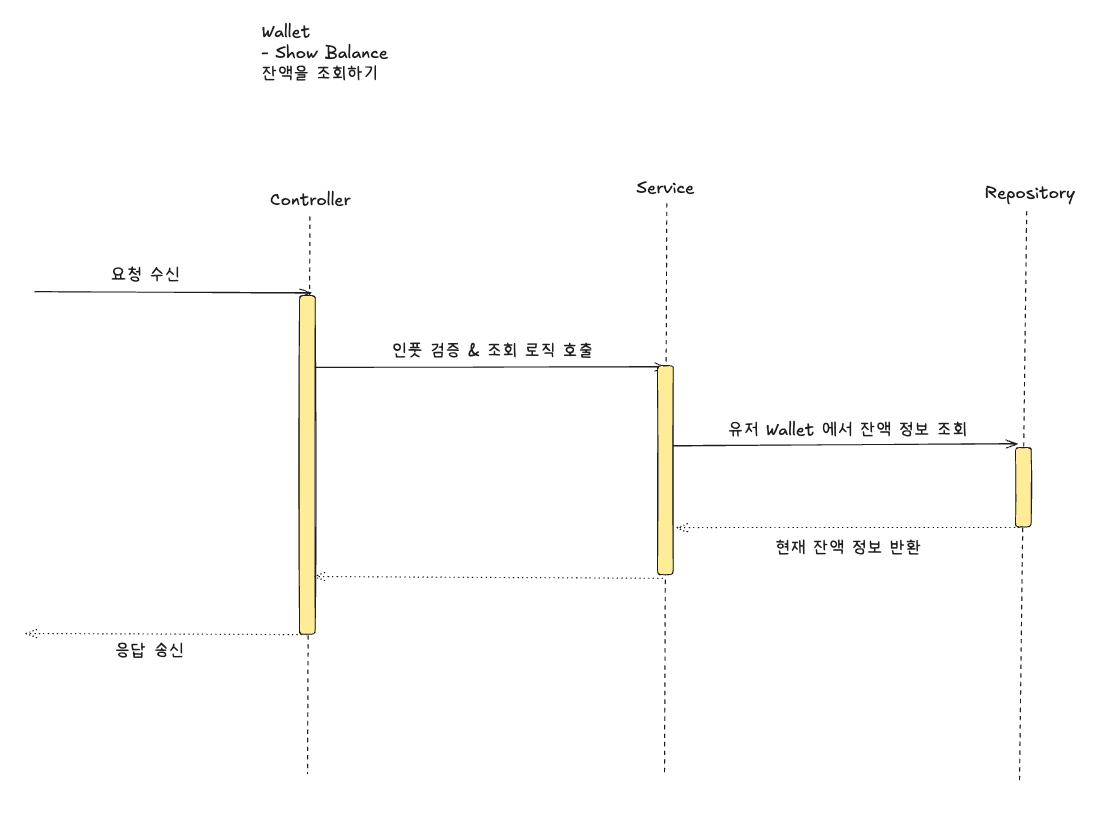 Wallet
- Show Balance
잔액을 조회하기
Controller
Service
Repository
요청 수신
인풋 검증 & 조회 로직 호출
유저 Wallet 에서 잔액 정보 조회
현재 잔액 정보 반환
응답 송신